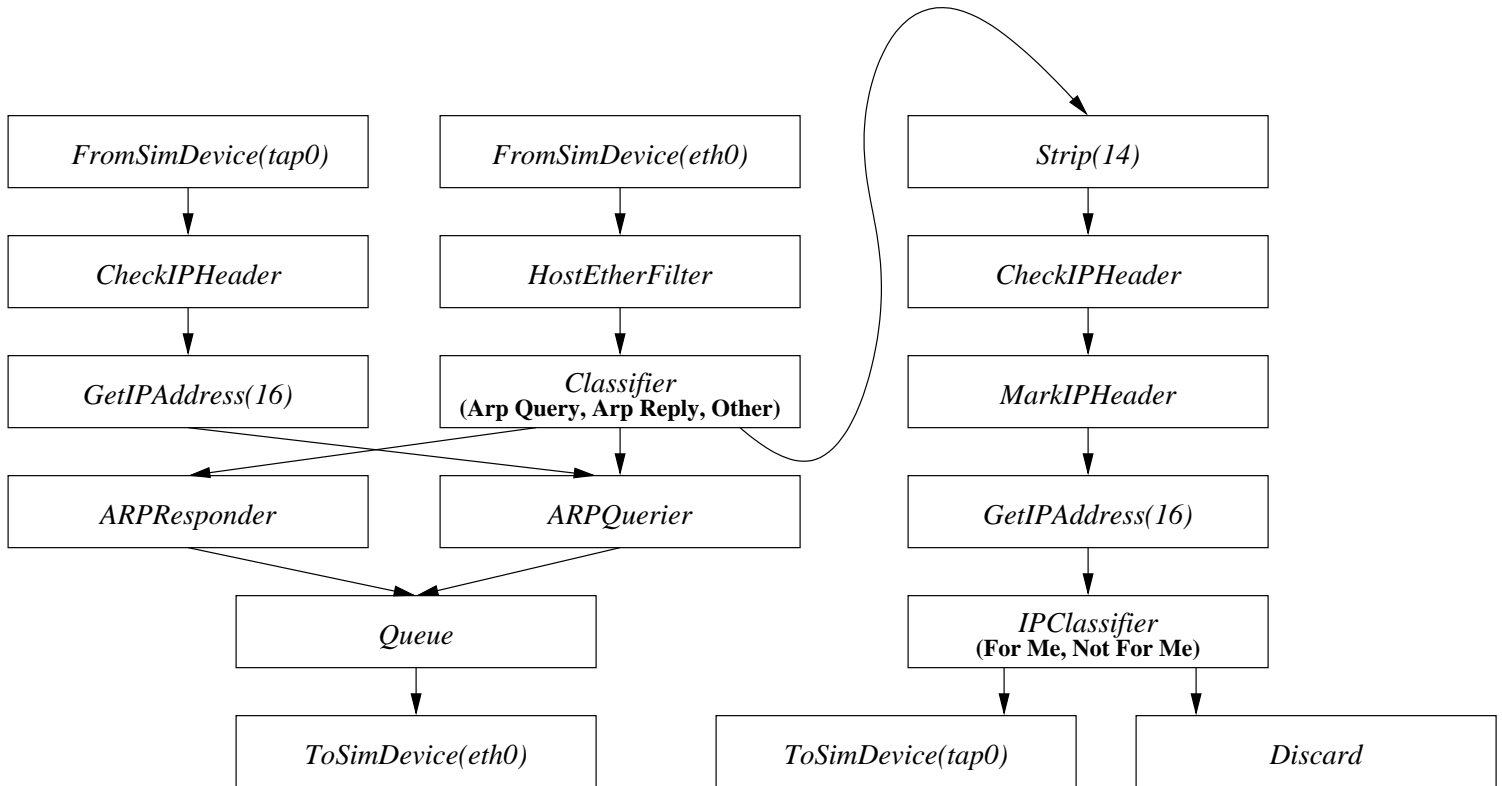 FromSimDevice(tap0)
FromSimDevice(eth0)
Strip(14)
CheckIPHeader
HostEtherFilter
CheckIPHeader
GetIPAddress(16)
Classifier
(Arp Query, Arp Reply, Other)
MarkIPHeader
ARPResponder
ARPQuerier
GetIPAddress(16)
Queue
IPClassifier
(For Me, Not For Me)
ToSimDevice(eth0)
ToSimDevice(tap0)
Discard